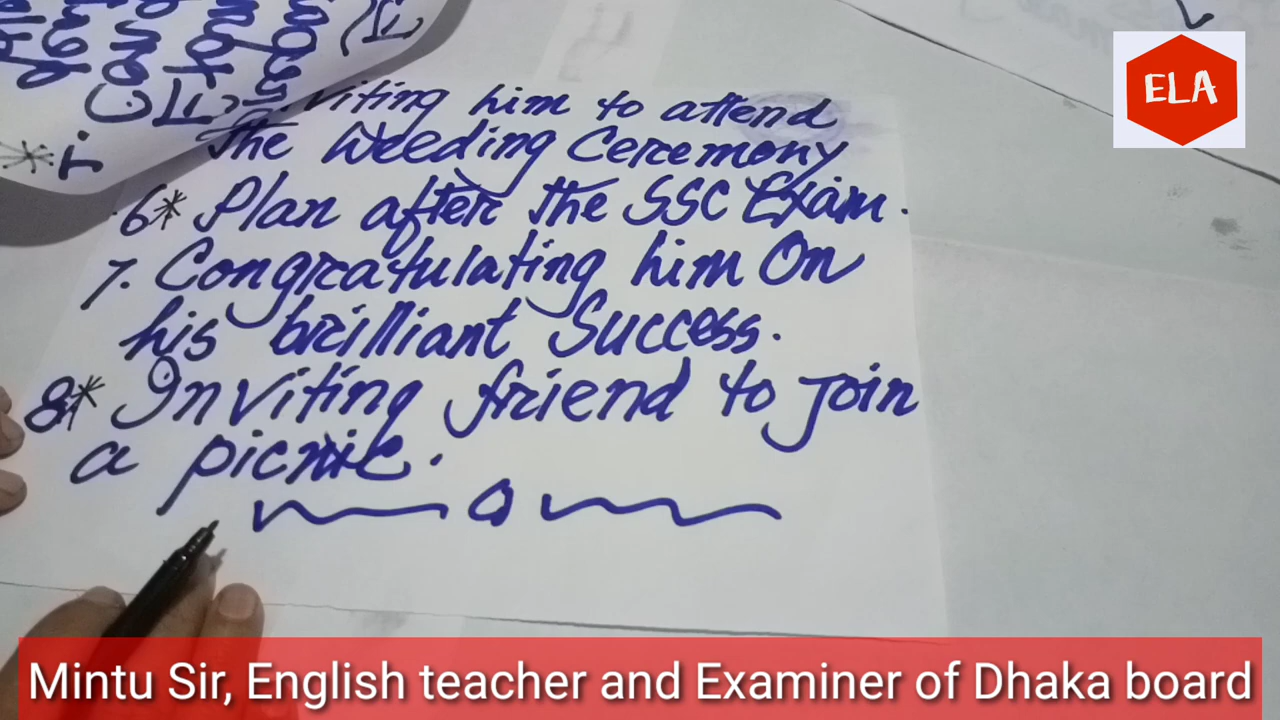 ELA
viting him to attend
the Weeding Ceremony
6* Plan after the SSC Exam.
7. Congratulating him On
his brilliant Success.
8* Inviting friend to Join
a picnic.
Mintu Sir, English teacher and Examiner of Dhaka board